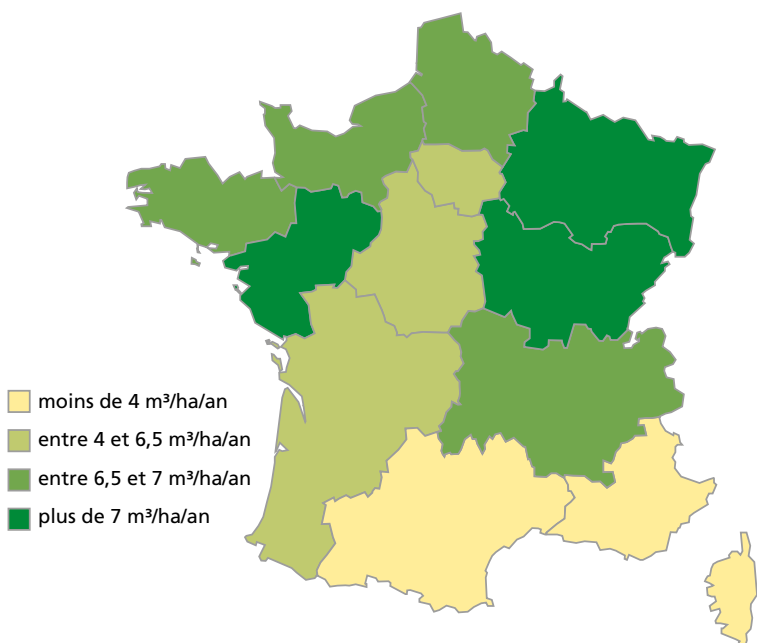 moins de 4 m³/ha/an
entre 4 et 6,5 m³/ha/an
entre 6,5 et 7 m³/ha/an
plus de 7 m³/ha/an